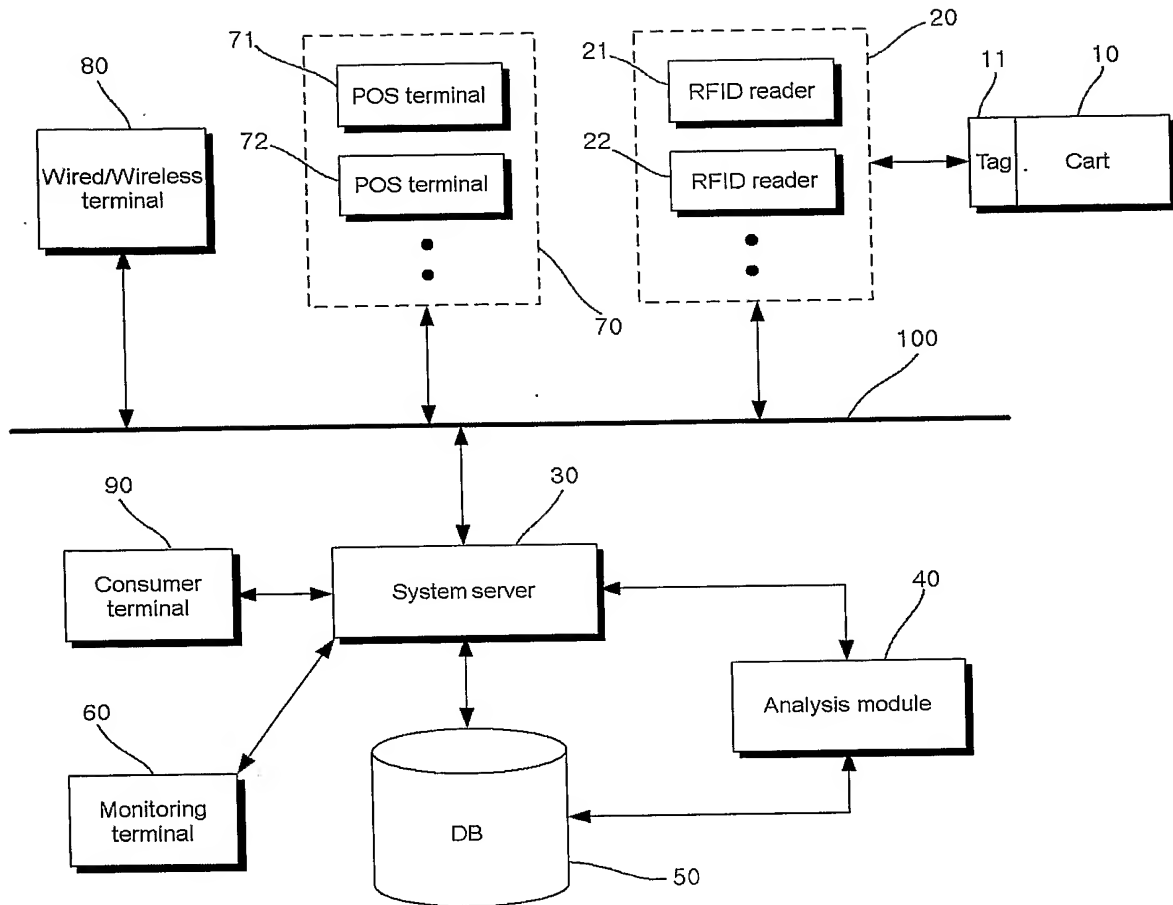 20
71
21
11
10
80
POS terminal
RFID reader
72
22
Tag
Cart
Wired/Wireless
terminal
POS terminal
RFID reader
70
100
90
30
Consumer
terminal
System server
40
60
Analysis module
Monitoring
terminal
DB
50